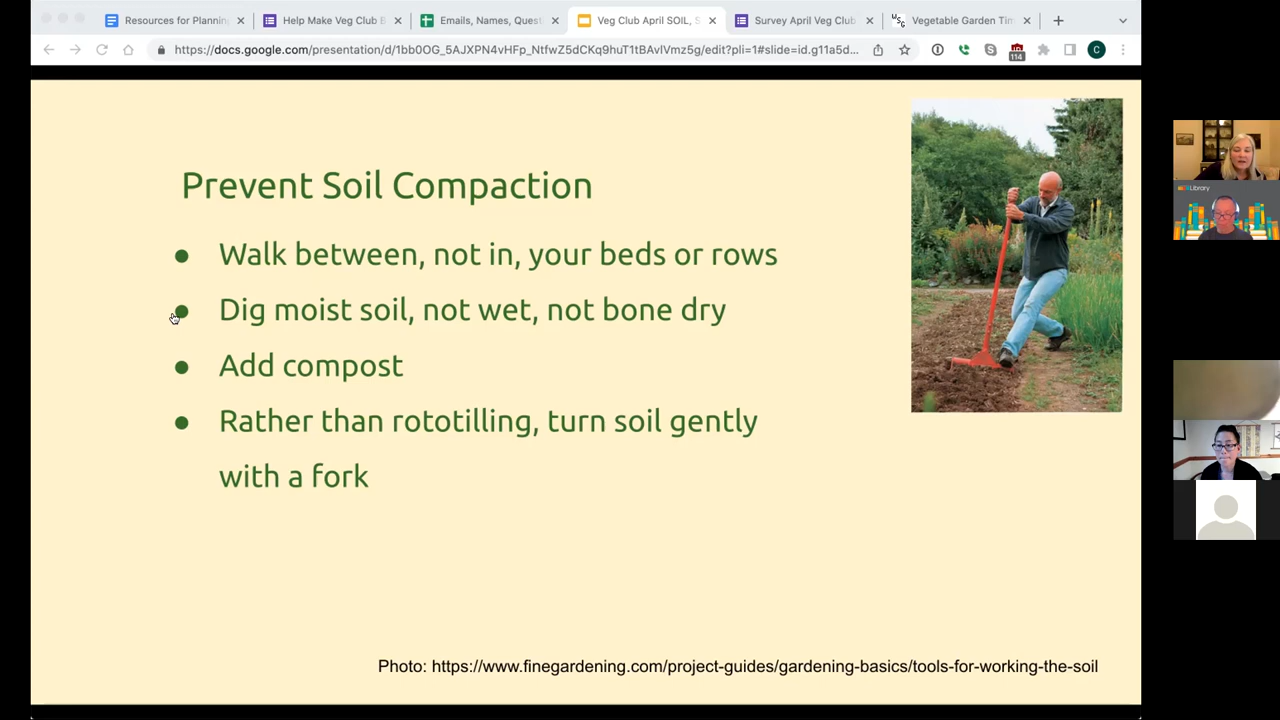 Resources for Planning
Help Make Veg Club B
Emails, Names, Quest
Veg Club April SOIL, S
Survey April Veg Club
Vegetable Garden Tim
https://docs.google.com/presentation/d/1bb0OG_5AJXPN4vHFp_NtfwZ5dCKq9huT1tBAvlVmz5g/edit?pli=1#slide=id.g11a5d...
114
C
Prevent Soil Compaction
● Walk between, not in, your beds or rows
● Dig moist soil, not wet, not bone dry
● Add compost
● Rather than rototilling, turn soil gently
with a fork
Photo: https://www.finegardening.com/project-guides/gardening-basics/tools-for-working-the-soil
Library